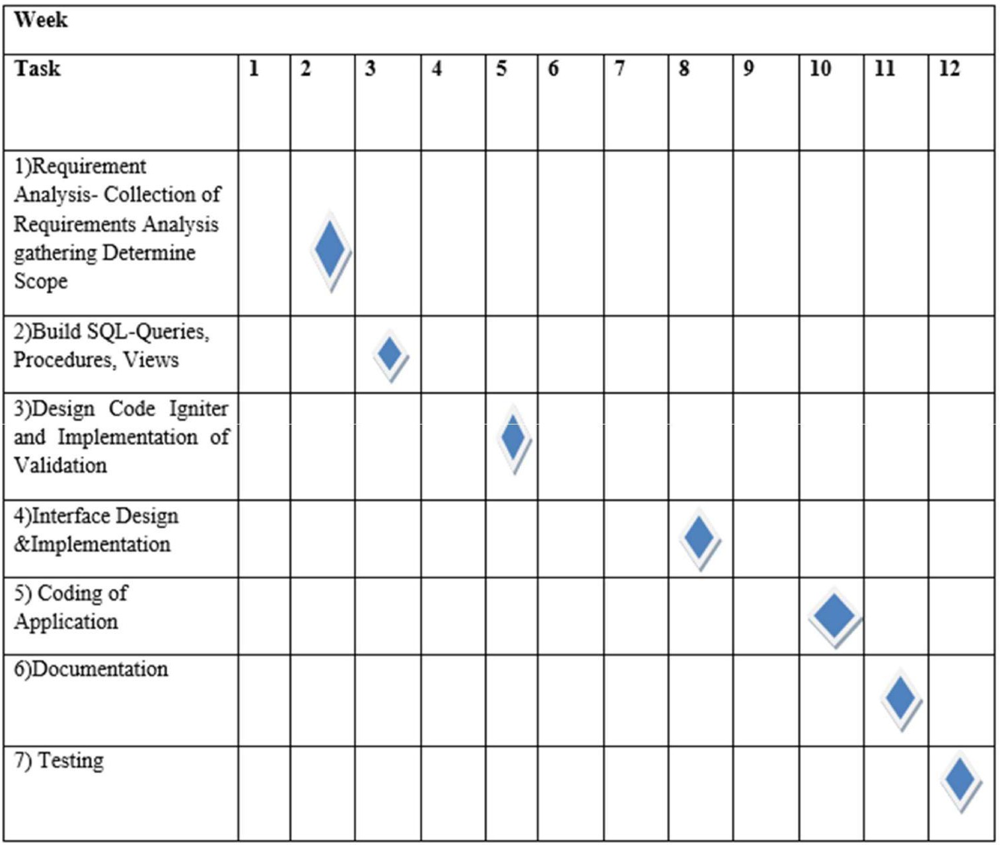 Week
Task 1 2 3 4 5 6 7 8 9 10 11 12
1)Requirement
Analysis- Collection of
Requirements Analysis
gathering Determine
Scope
2)Build SQL-Queries,
Procedures, Views
3)Design Code Igniter
and Implementation of
Validation
4)Interface Design
&Implementation
5) Coding of
Application
6)Documentation
7) Testing